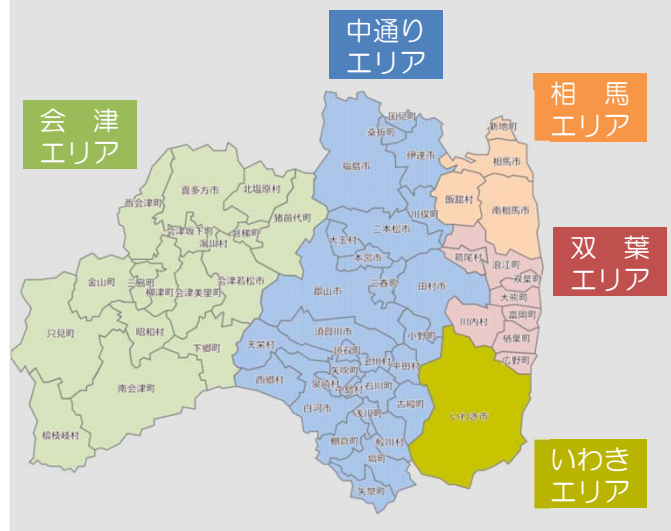 中通り
エリア
相 馬
エリア
会 津
エリア
双 葉
エリア
いわき
エリア
国見町
桑折町
伊達市
福島市
川俣町
二本松市
大玉村
本宮市
三春町
田村市
郡山市
小野町
須賀川市
天栄村
鏡石町
玉川村
平田村
矢吹町
西郷村
泉崎村
中島村
石川町
古殿町
白河市
浅川町
棚倉町
鮫川村
塙町
矢祭町
新地町
相馬市
飯舘村
南相馬市
葛尾村
浪江町
双葉町
大熊町
富岡町
川内村
楢葉町
広野町
いわき市
喜多方市
北塩原村
西会津町
猪苗代町
会津坂下町
磐梯町
湯川村
会津若松市
金山町
三島町
柳津町
会津美里町
只見町
昭和村
下郷町
南会津町
檜枝岐村